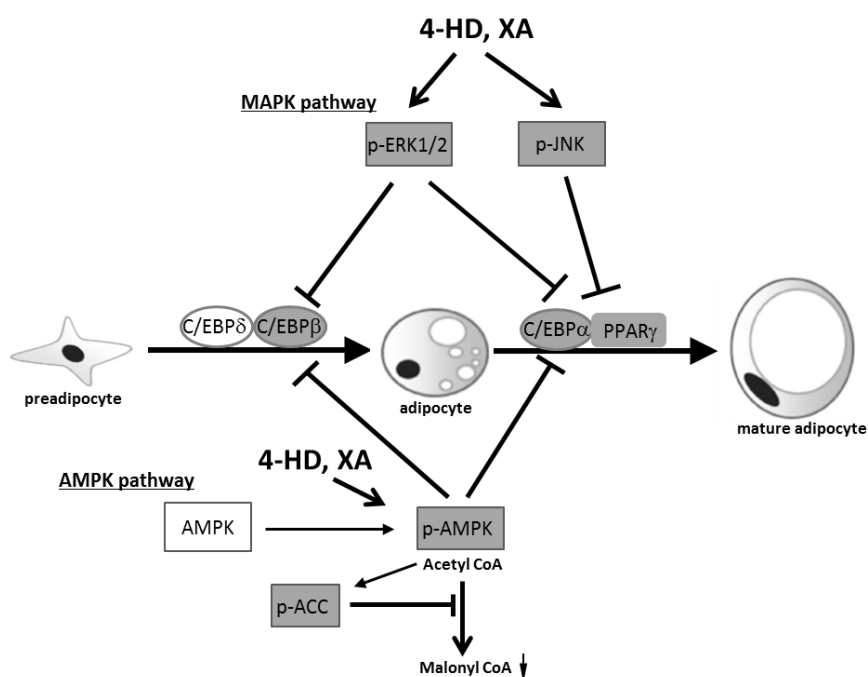 4-HD, XA
MAPK pathway
p-ERK1/2
p-JNK
C/EBPδ
C/EBPβ
C/EBPα
PPARγ
preadipocyte
adipocyte
mature adipocyte
4-HD, XA
AMPK pathway
AMPK
p-AMPK
Acetyl CoA
p-ACC
Malonyl CoA